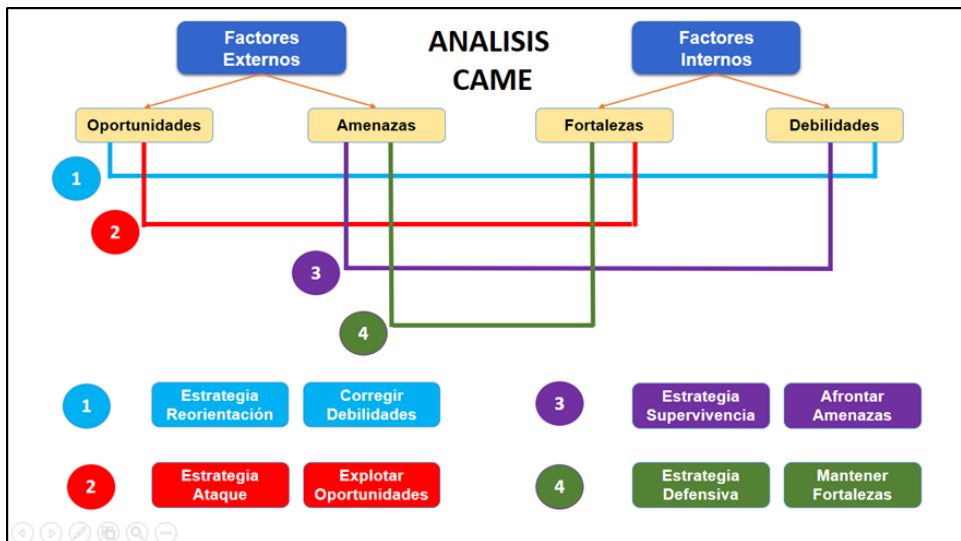 Factores
Externos
ANALISIS
CAME
Factores
Internos
Oportunidades
Amenazas
Fortalezas
Debilidades
1
2
3
4
1
Estrategia
Reorientación
Corregir
Debilidades
3
Estrategia
Supervivencia
Afrontar
Amenazas
2
Estrategia
Ataque
Explotar
Oportunidades
4
Estrategia
Defensiva
Mantener
Fortalezas